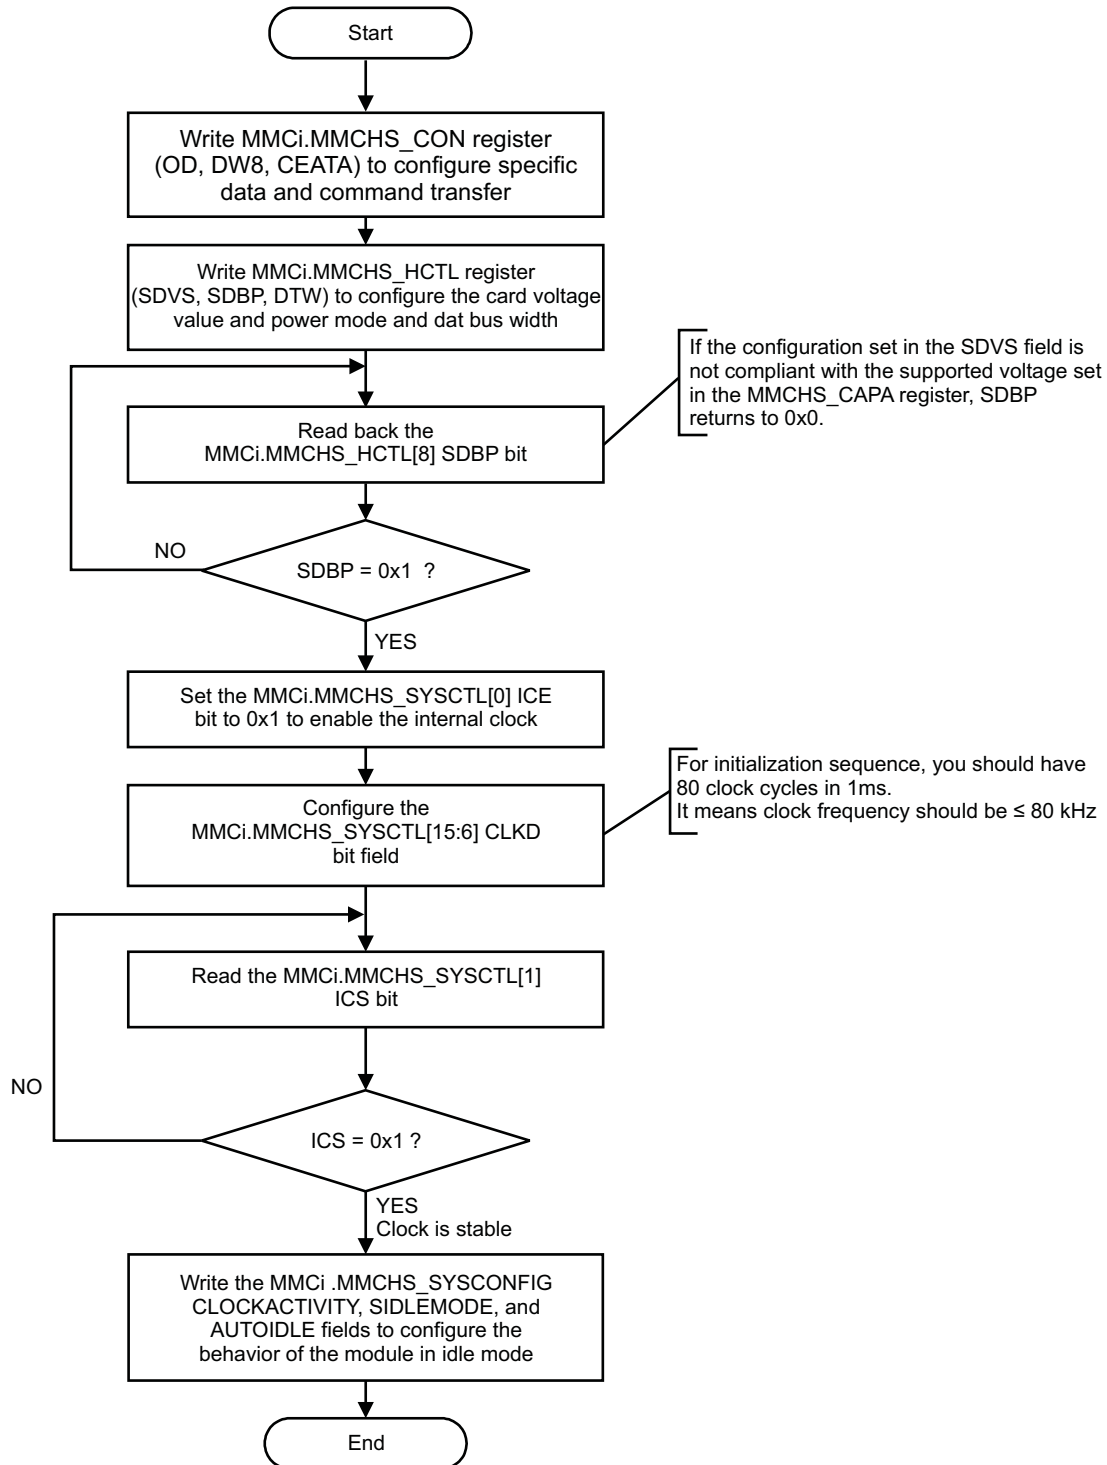 Start
Write MMCi.MMCHS_CON register
(OD, DW8, CEATA) to configure specific
data and command transfer
Write MMCi.MMCHS_HCTL register
(SDVS, SDBP, DTW) to configure the card voltage
value and power mode and dat bus width
If the configuration set in the SDVS field is
not compliant with the supported voltage set
in the MMCHS_CAPA register, SDBP
returns to 0x0.
Read back the
MMCi.MMCHS_HCTL[8] SDBP bit
NO
SDBP = 0x1 ?
YES
Set the MMCi.MMCHS_SYSCTL[0] ICE
bit to 0x1 to enable the internal clock
For initialization sequence, you should have
80 clock cycles in 1ms.
It means clock frequency should be ≤ 80 kHz
Configure the
MMCi.MMCHS_SYSCTL[15:6] CLKD
bit field
Read the MMCi.MMCHS_SYSCTL[1]
ICS bit
NO
ICS = 0x1 ?
YES
Clock is stable
Write the MMCi .MMCHS_SYSCONFIG
CLOCKACTIVITY, SIDLEMODE, and
AUTOIDLE fields to configure the
behavior of the module in idle mode
End